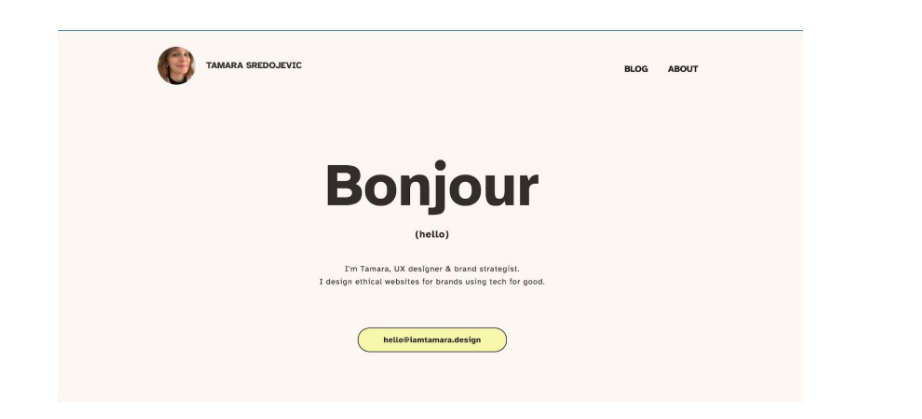 TAMARA SREDOJEVIC
BLOG ABOUT
Bonjour
(hello)
I'm Tamara, UX designer & brand strategist.
I design ethical websites for brands using tech for good.
hello@iamtamara.design